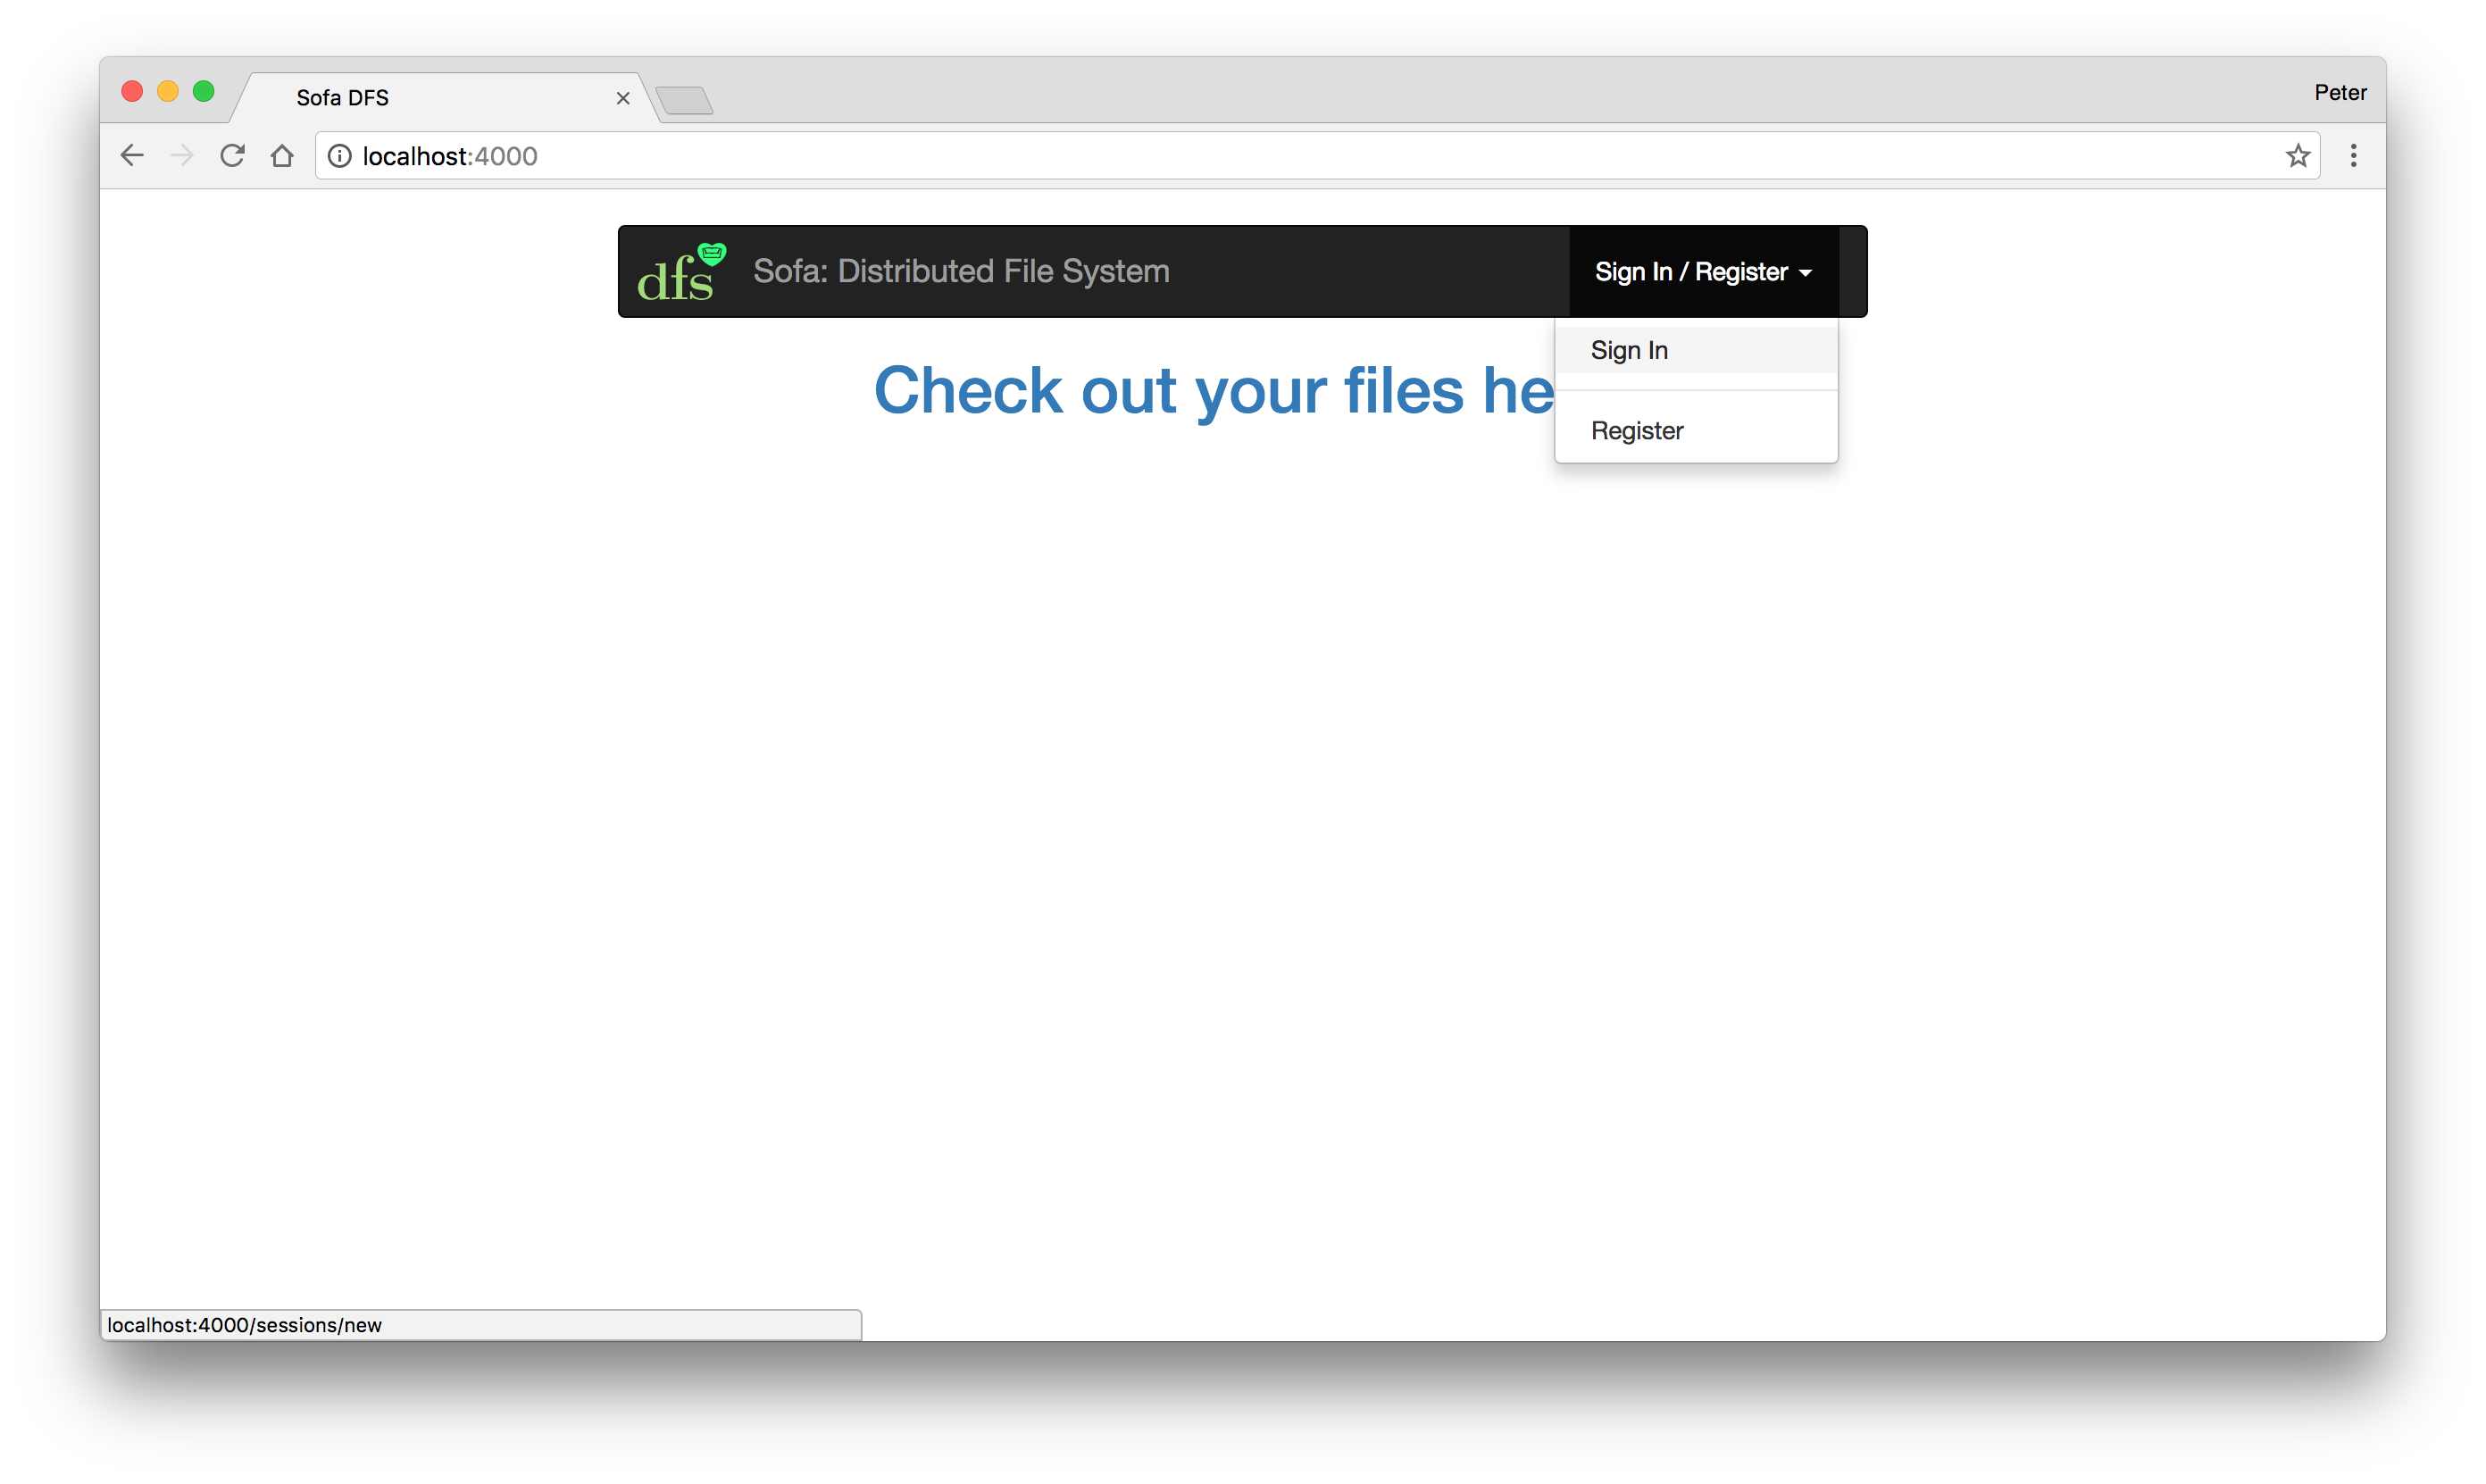 Sofa DFS
Peter
localhost:4000
dfs
Sofa: Distributed File System
Sign In / Register
Sign In
Check out your files he
Register
localhost:4000/sessions/new